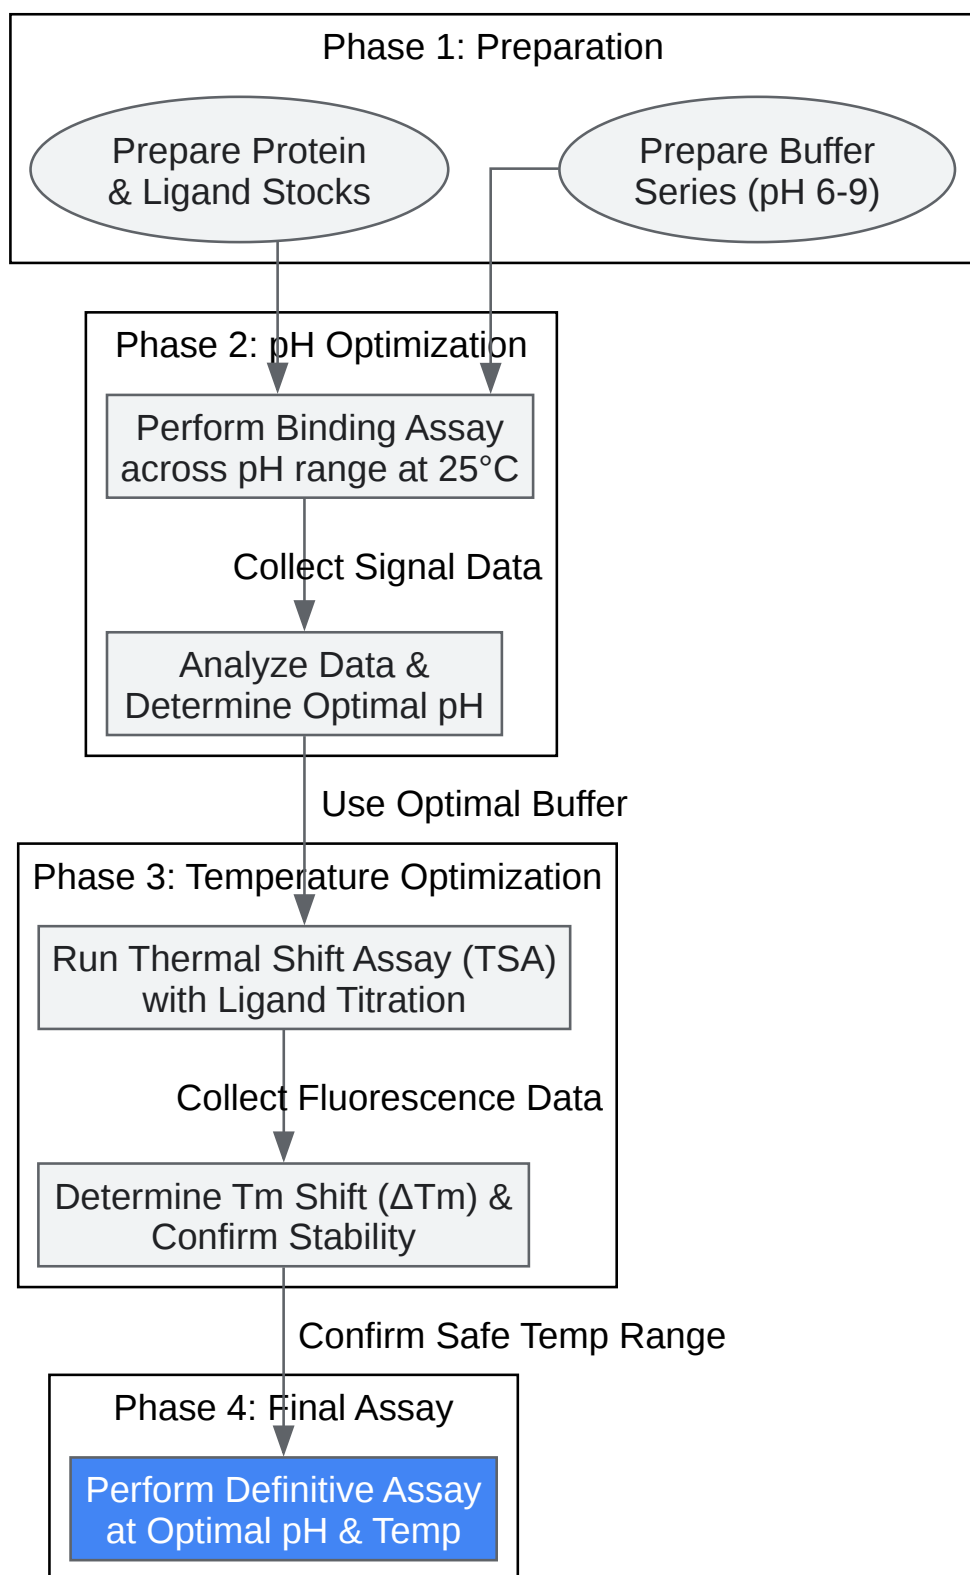 Phase 1: Preparation
Prepare Protein
& Ligand Stocks
Prepare Buffer
Series (pH 6-9)
Phase 2: pH Optimization
Perform Binding Assay
across pH range at 25°C
Collect Signal Data
Analyze Data &
Determine Optimal pH
Use Optimal Buffer
Phase 3: Temperature Optimization
Run Thermal Shift Assay (TSA)
with Ligand Titration
Collect Fluorescence Data
Determine Tm Shift (ΔTm) &
Confirm Stability
Confirm Safe Temp Range
Phase 4: Final Assay
Perform Definitive Assay
at Optimal pH & Temp